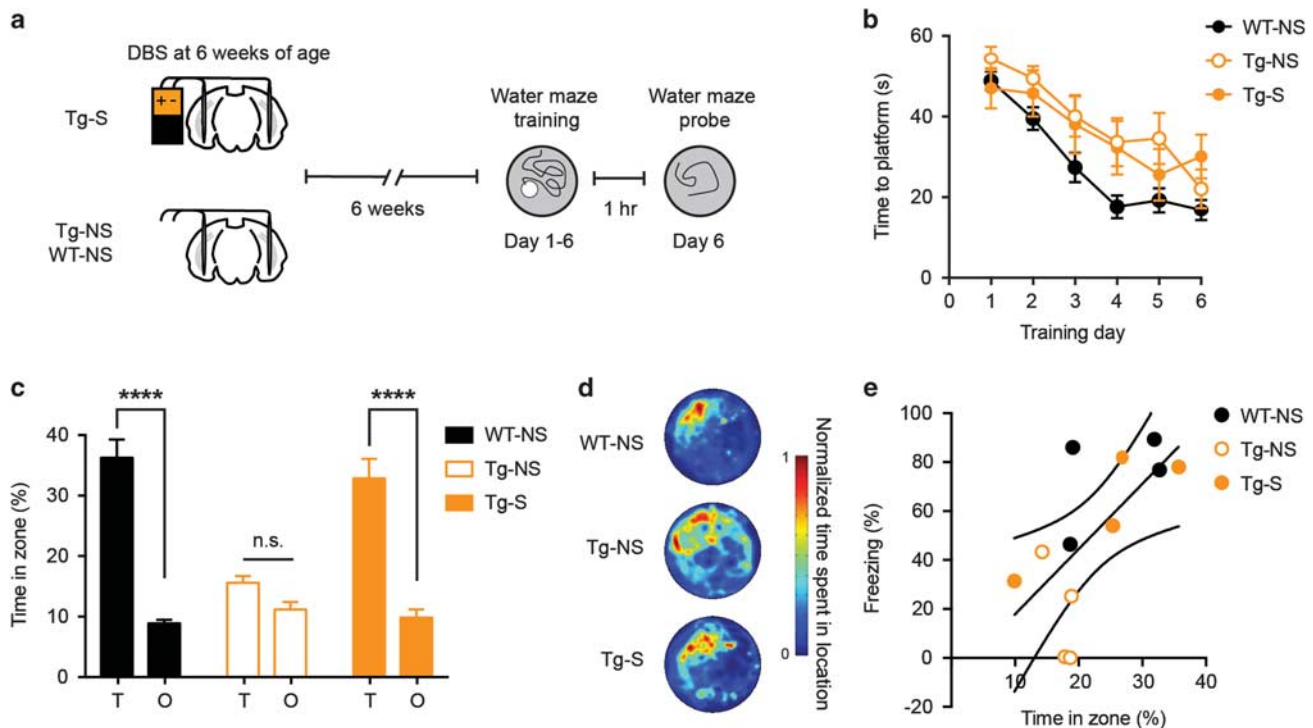 a
DBS at 6 weeks of age
Tg-S
+ -
Tg-NS
WT-NS
6 weeks
Water maze
training
Day 1-6
1 hr
Water maze
probe
Day 6
b
WT-NS
Tg-NS
Tg-S
Time to platform (s)
60
40
20
0
0 1 2 3 4 5 6
Training day
c
**** ****
WT-NS
Tg-NS
Tg-S
n.s.
Time in zone (%)
40
30
20
10
0
T O T O T O
d
WT-NS
Tg-NS
Tg-S
1
0
Normalized time spent in location
e
WT-NS
Tg-NS
Tg-S
Freezing (%)
100
80
60
40
20
0
-20
10 20 30 40
Time in zone (%)